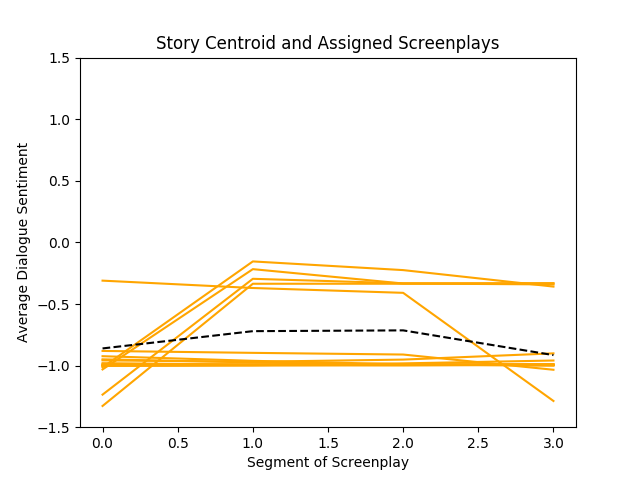 Story Centroid and Assigned Screenplays
1.5
1.0
0.5
0.0
−0.5
−1.0
−1.5
Average Dialogue Sentiment
0.0 0.5 1.0 1.5 2.0 2.5 3.0
Segment of Screenplay